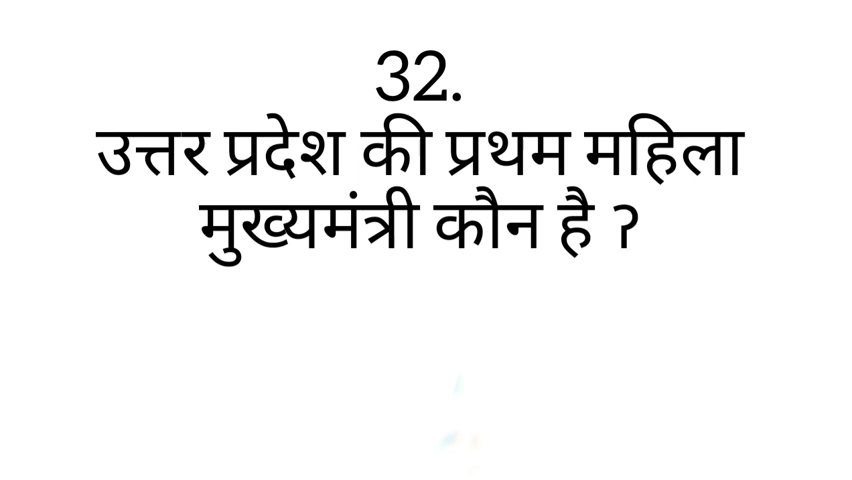 32.
उत्तर प्रदेश की प्रथम महिला
मुख्यमंत्री कौन है ?